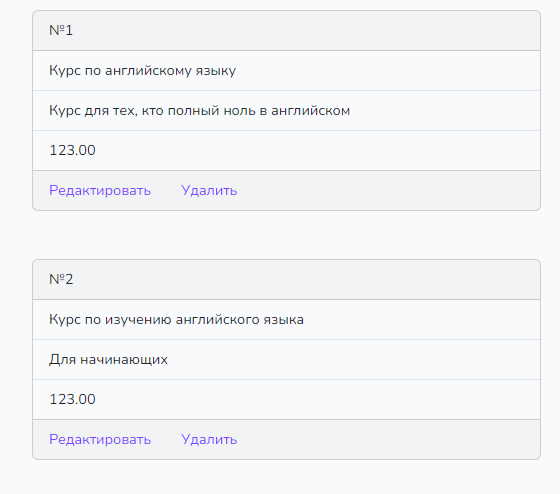 №1
Курс по английскому языку
Курс для тех, кто полный ноль в английском
123.00
Редактировать Удалить
№2
Курс по изучению английского языка
Для начинающих
123.00
Редактировать Удалить